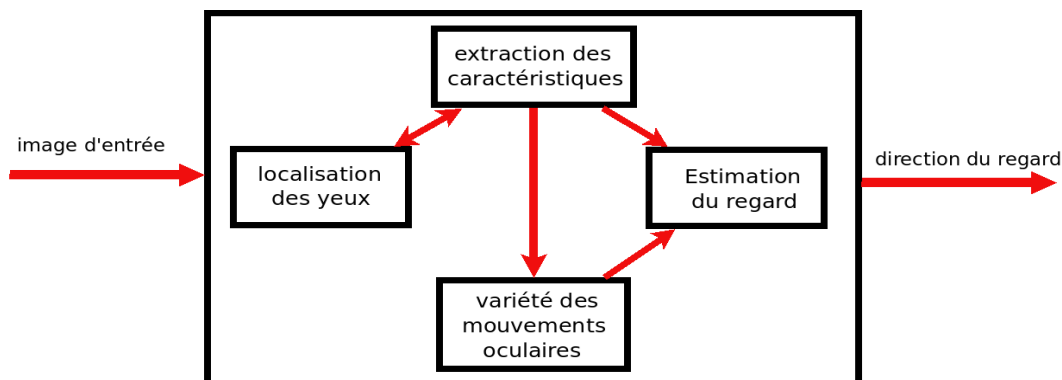 extraction des
caractéristiques
image d'entrée
localisation
des yeux
Estimation
du regard
direction du regard
variété des
mouvements
oculaires